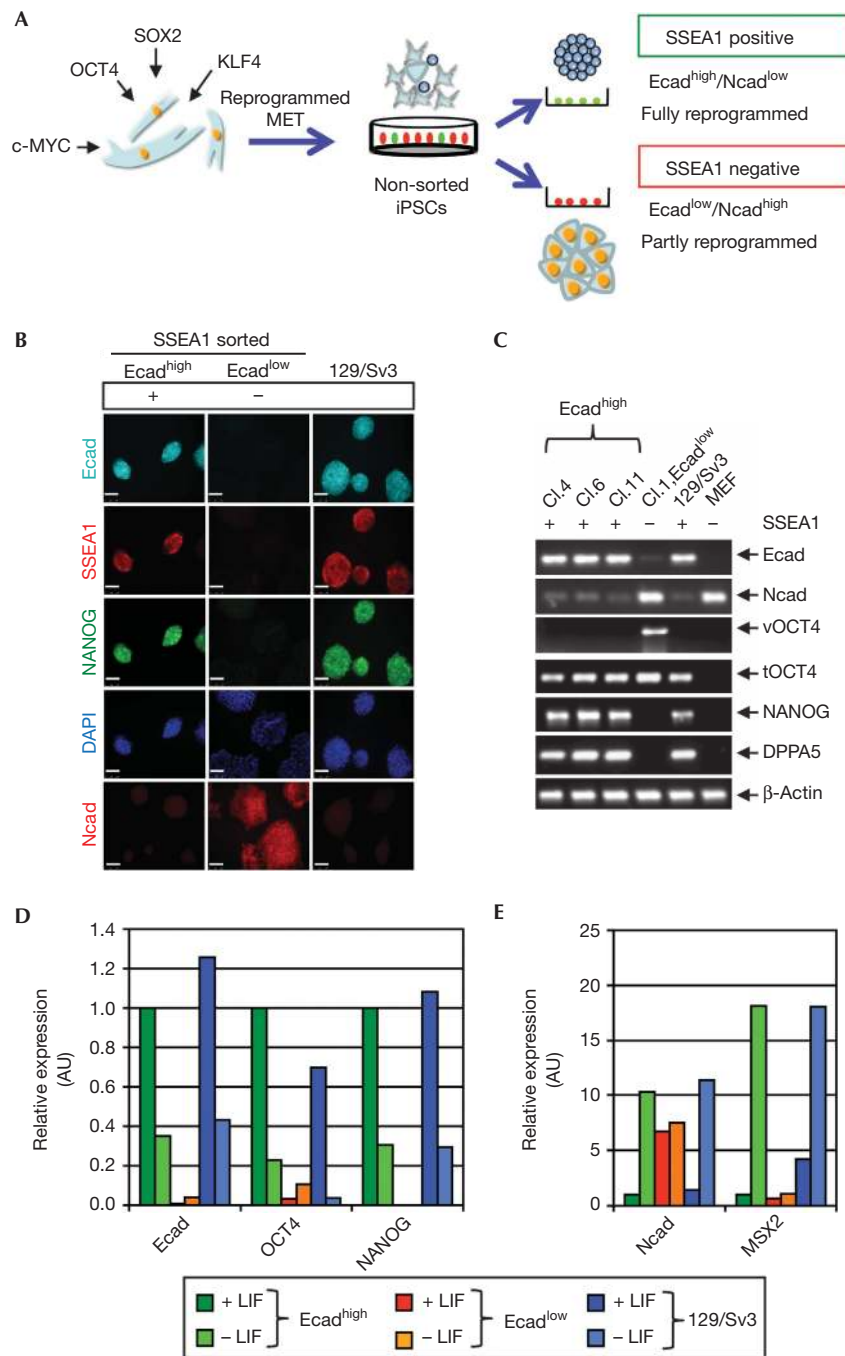 A
SOX2
OCT4
KLF4
c-MYC
Reprogrammed
MET
Non-sorted
iPSCs
SSEA1 positive
Ecadhigh/Ncadlow
Fully reprogrammed
SSEA1 negative
Ecadlow/Ncadhigh
Partly reprogrammed
B
SSEA1 sorted
Ecadhigh Ecadlow 129/Sv3
+ −
Ecad
SSEA1
NANOG
DAPI
Ncad
C
Ecadhigh
Cl.4 Cl.6 Cl.11 Cl.1,Ecadlow 129/Sv3 MEF
+ + + − + − SSEA1
Ecad
Ncad
vOCT4
tOCT4
NANOG
DPPA5
β-Actin
D
Relative expression
(AU)
1.4
1.2
1.0
0.8
0.6
0.4
0.2
0.0
Ecad OCT4 NANOG
E
Relative expression
(AU)
25
20
15
10
5
0
Ncad MSX2
+ LIF
− LIF
Ecadhigh
+ LIF
− LIF
Ecadlow
+ LIF
− LIF
129/Sv3